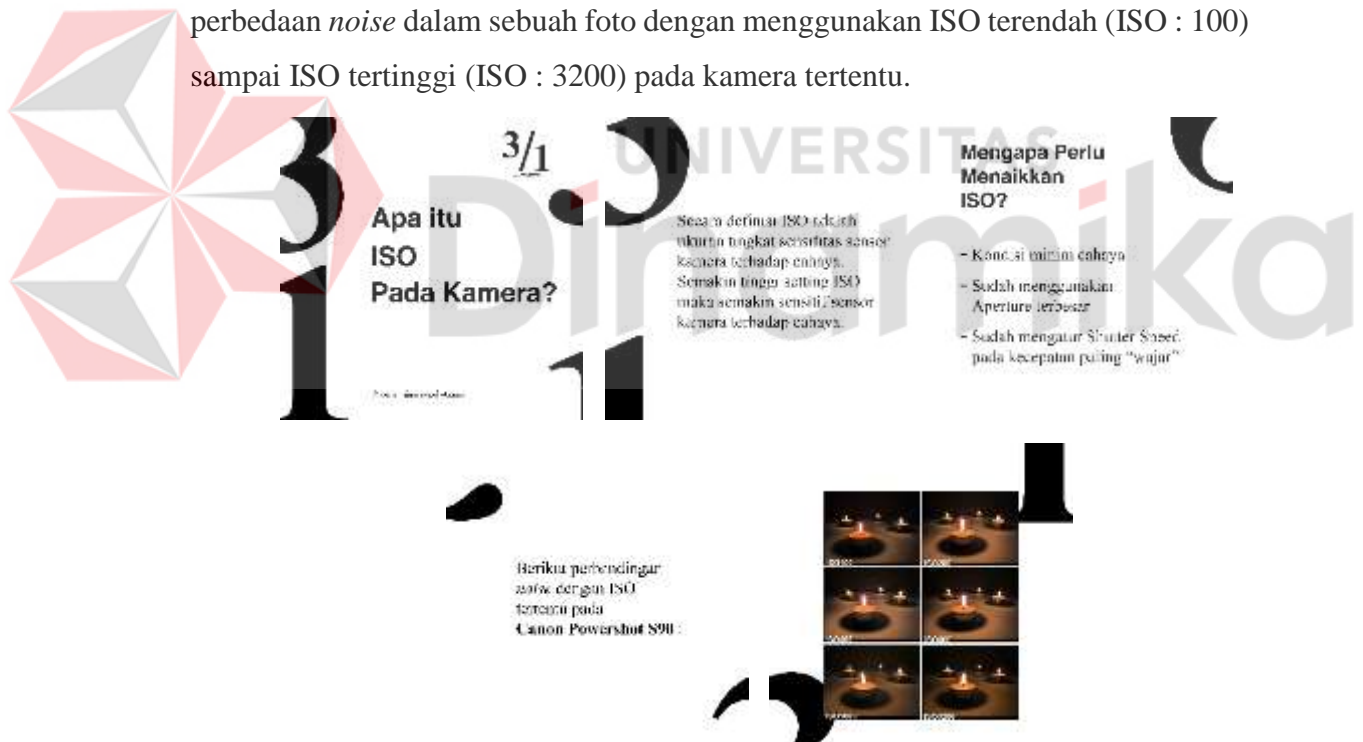 perbedaan noise dalam sebuah foto dengan menggunakan ISO terendah (ISO : 100)
sampai ISO tertinggi (ISO : 3200) pada kamera tertentu.
UNIVERSITAS
Dinamika
3/1
Apa itu
ISO
Pada Kamera?
Secara definisi ISO adalah
ukuran tingkat sensifitas sensor
kamera terhadap cahaya.
Semakin tinggi setting ISO
maka semakin sensitif sensor
kamera terhadap cahaya.
Mengapa Perlu
Menaikkan
ISO?
- Kondisi minim cahaya
- Sudah menggunakan
Aperture terbesar
- Sudah mengatur Shutter Speed
pada kecepatan paling "wajar"
Berikut perbandingan
noise dengan ISO
tertentu pada
Canon Powershot S90 :